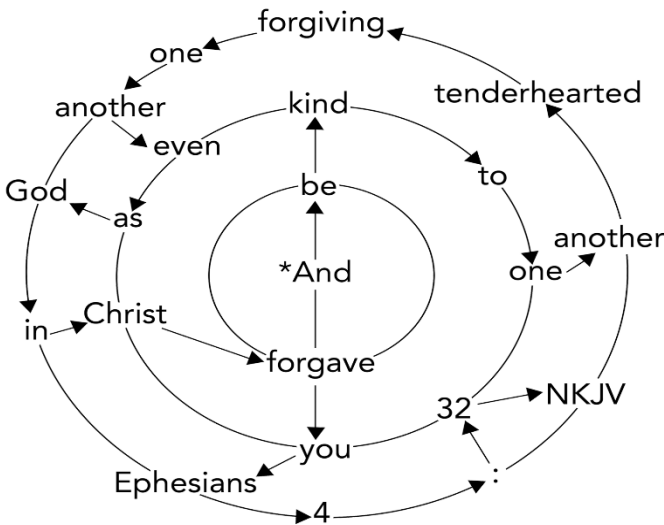 *And
be
kind
to
one
another
tenderhearted
forgiving
one
another
even
as
God
in
Christ
forgave
you
Ephesians
4
:
32
NKJV